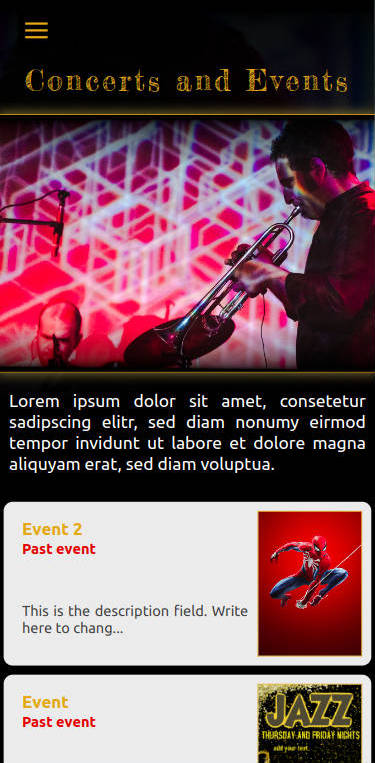 Concerts and Events
Lorem ipsum dolor sit amet, consetetur
sadipscing elitr, sed diam nonumy eirmod
tempor invidunt ut labore et dolore magna
aliquyam erat, sed diam voluptua.
Event 2
Past event
This is the description field. Write
here to chang...
Event
Past event
JAZZ
THURSDAY AND FRIDAY NIGHTS
add your text.